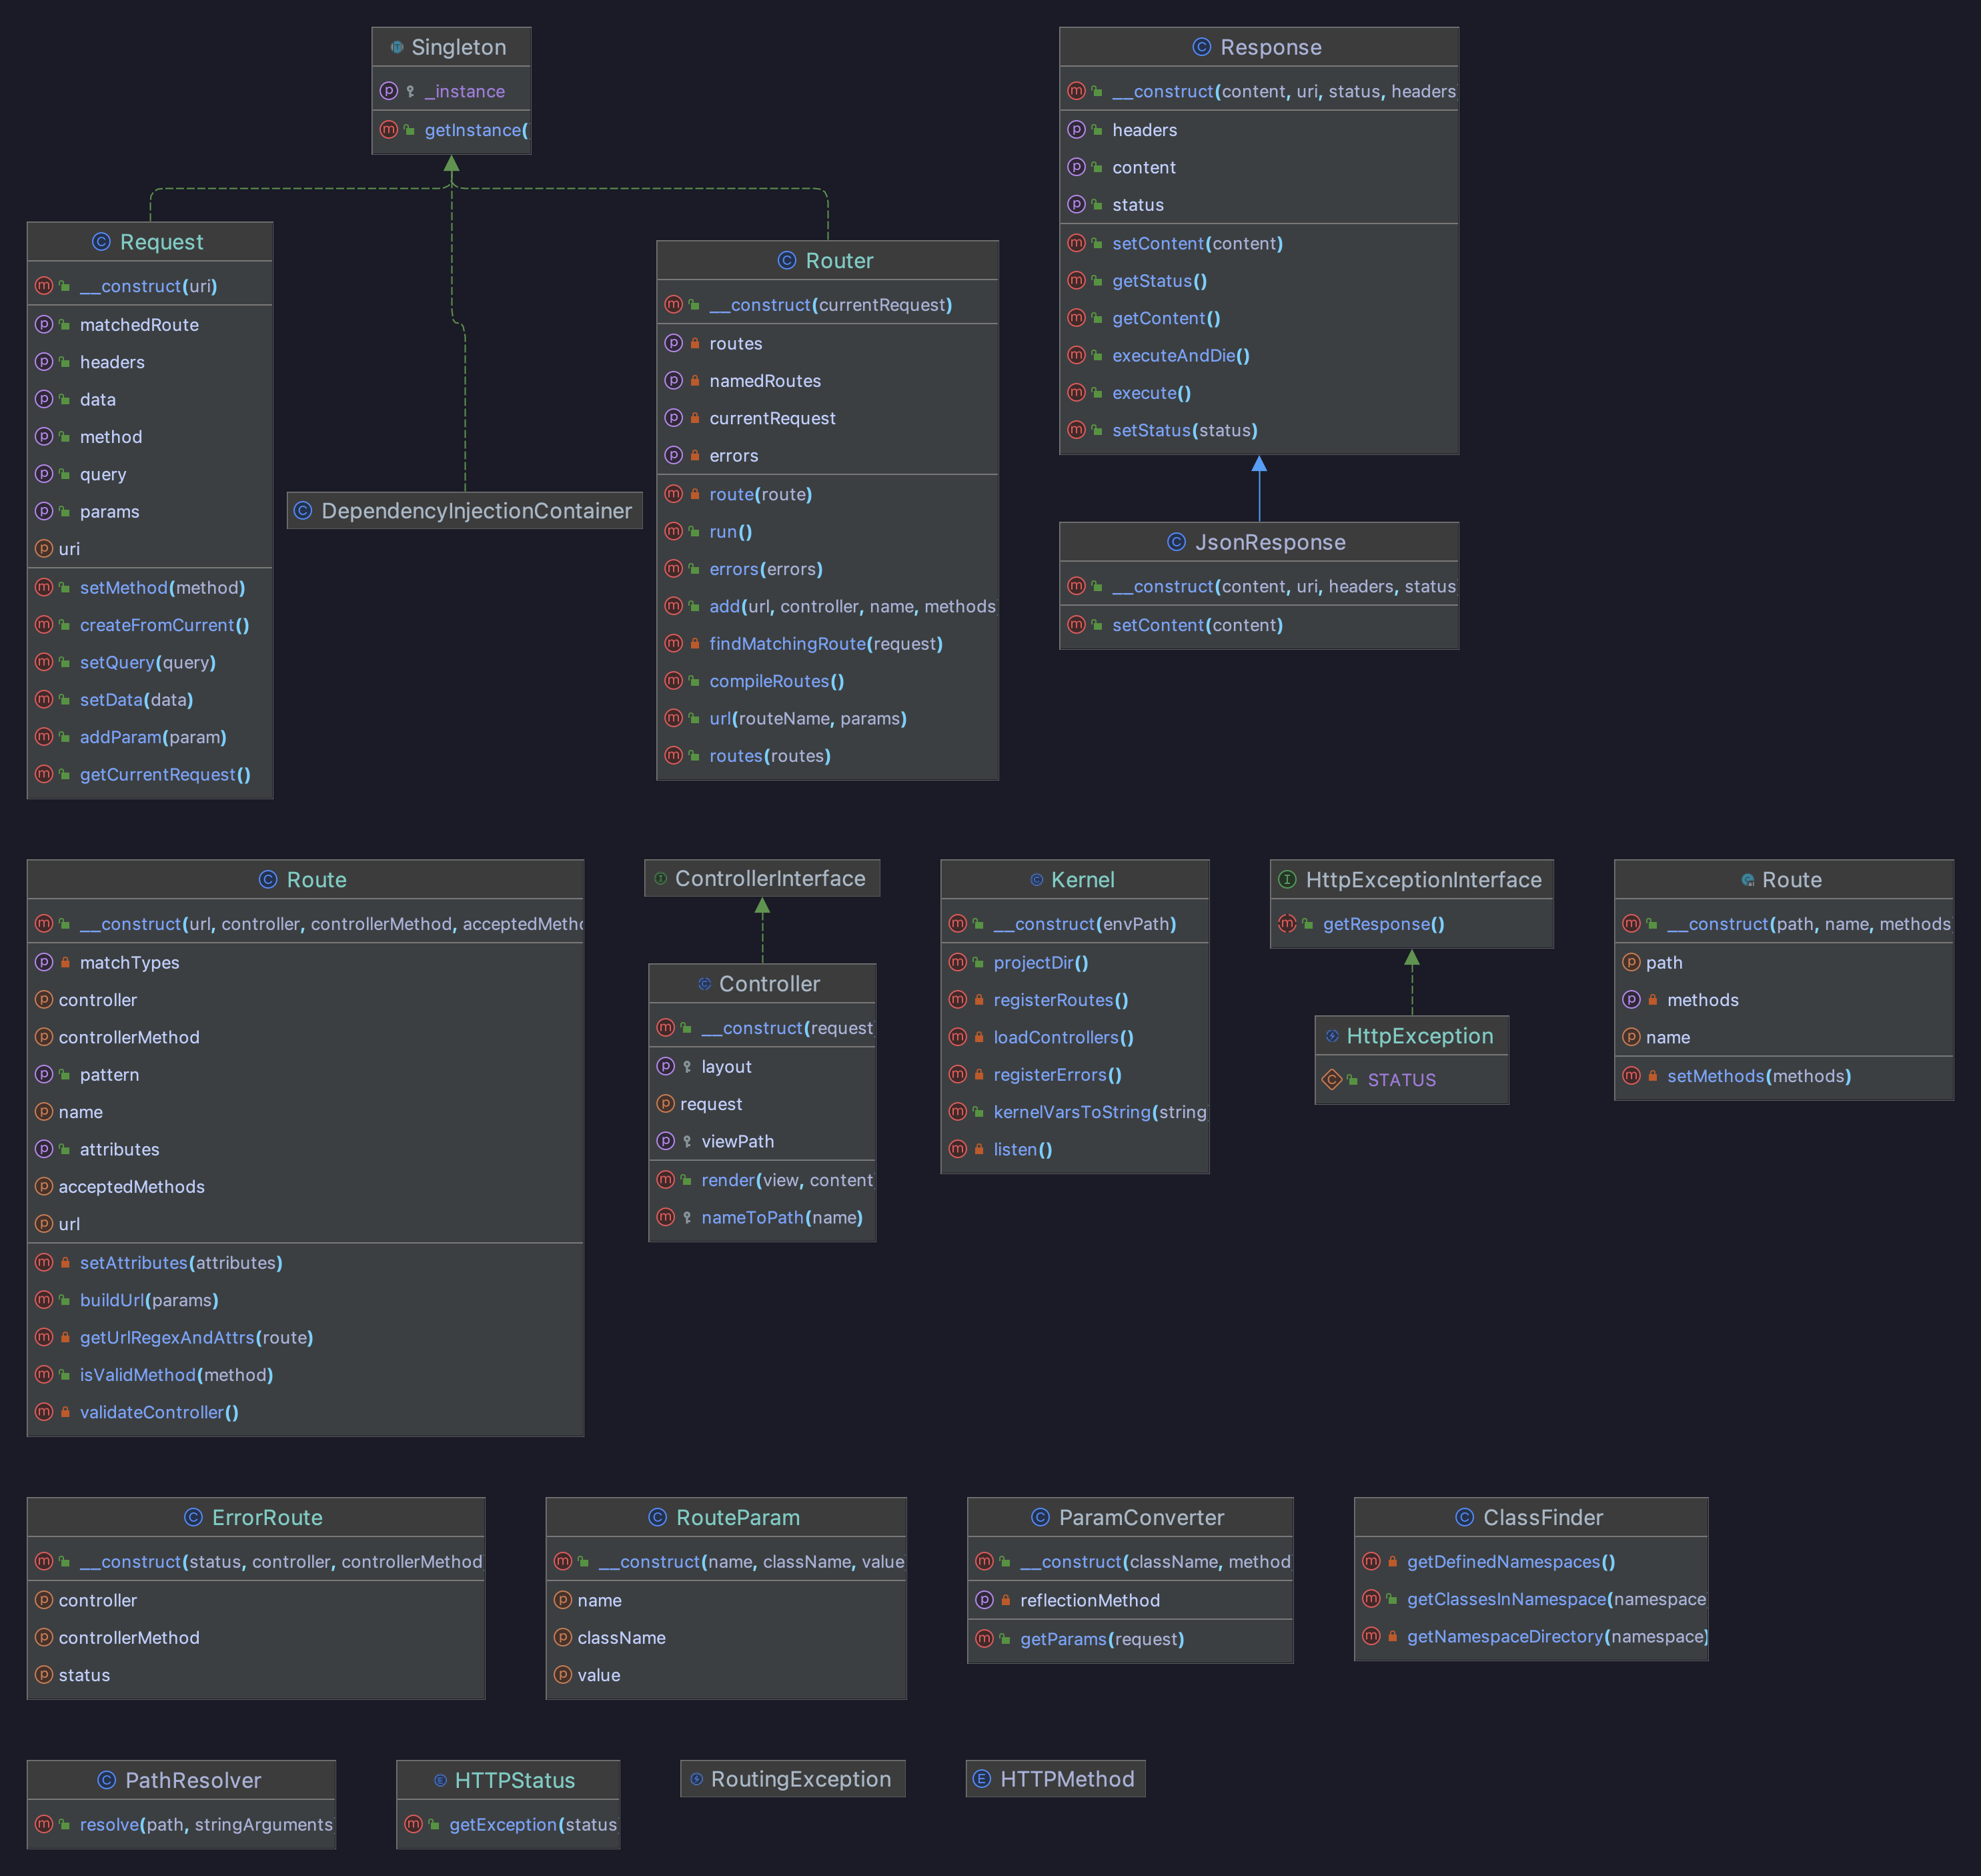 Singleton
_instance
getInstance(
Request
__construct(uri)
matchedRoute
headers
data
method
query
params
uri
setMethod(method)
createFromCurrent()
setQuery(query)
setData(data)
addParam(param)
getCurrentRequest()
DependencyInjectionContainer
Router
__construct(currentRequest)
routes
namedRoutes
currentRequest
errors
route(route)
run()
errors(errors)
add(url, controller, name, methods
findMatchingRoute(request)
compileRoutes()
url(routeName, params)
routes(routes)
Response
__construct(content, uri, status, headers
headers
content
status
setContent(content)
getStatus()
getContent()
executeAndDie()
execute()
setStatus(status)
JsonResponse
__construct(content, uri, headers, status
setContent(content)
Route
__construct(url, controller, controllerMethod, acceptedMetho
matchTypes
controller
controllerMethod
pattern
name
attributes
acceptedMethods
url
setAttributes(attributes)
buildUrl(params)
getUrlRegexAndAttrs(route)
isValidMethod(method)
validateController()
ControllerInterface
Controller
__construct(request
layout
request
viewPath
render(view, content
nameToPath(name)
Kernel
__construct(envPath)
projectDir()
registerRoutes()
loadControllers()
registerErrors()
kernelVarsToString(string
listen()
HttpExceptionInterface
getResponse()
HttpException
STATUS
Route
__construct(path, name, methods
path
methods
name
setMethods(methods)
ErrorRoute
__construct(status, controller, controllerMethod
controller
controllerMethod
status
RouteParam
__construct(name, className, value
name
className
value
ParamConverter
__construct(className, method
reflectionMethod
getParams(request)
ClassFinder
getDefinedNamespaces()
getClassesInNamespace(namespace
getNamespaceDirectory(namespace)
PathResolver
resolve(path, stringArguments
HTTPStatus
getException(status
RoutingException
HTTPMethod